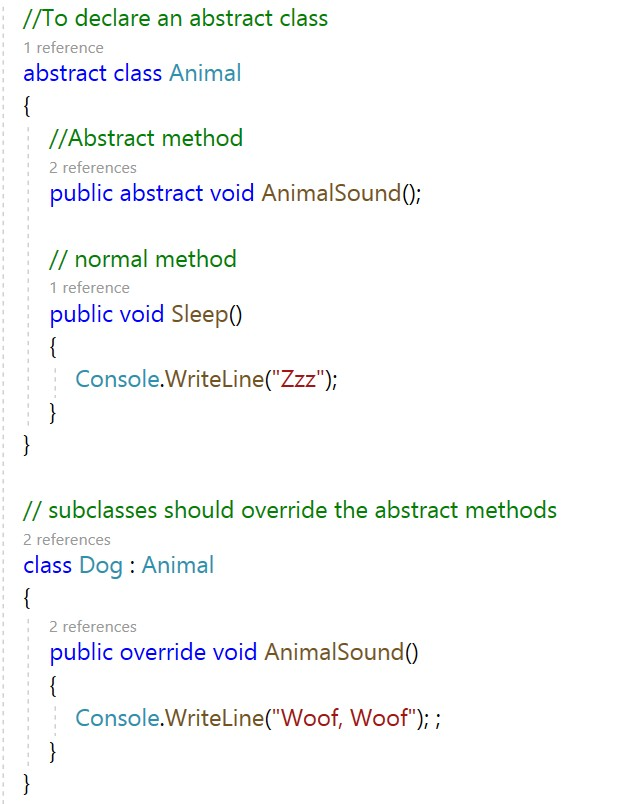 //To declare an abstract class
1 reference
abstract class Animal
{
//Abstract method
2 references
public abstract void AnimalSound();
// normal method
1 reference
public void Sleep()
{
Console.WriteLine("Zzz");
}
}
// subclasses should override the abstract methods
2 references
class Dog : Animal
{
2 references
public override void AnimalSound()
{
Console.WriteLine("Woof, Woof"); ;
}
}